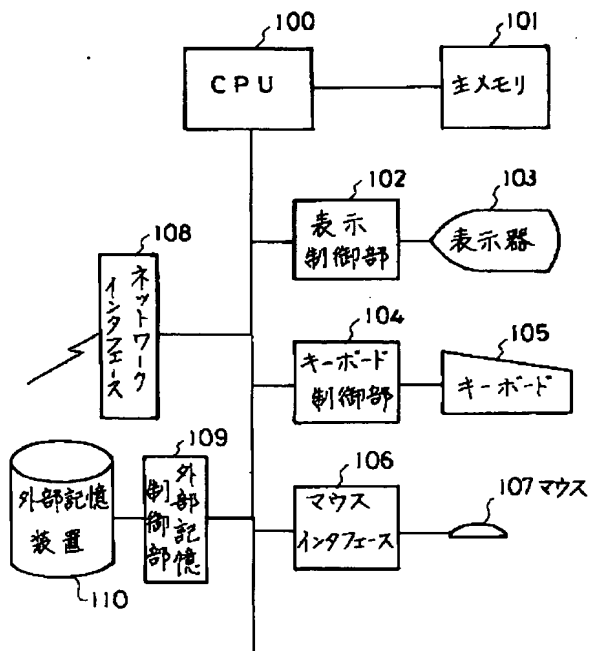 100
CPU
101
主メモリ
102
表示
制御部
103
表示器
108
ネットワーク
インタフェース
104
キーボード
制御部
105
キーボード
109
外部記憶
制御部
外部記憶
装置
110
106
マウス
インタフェース
107 マウス